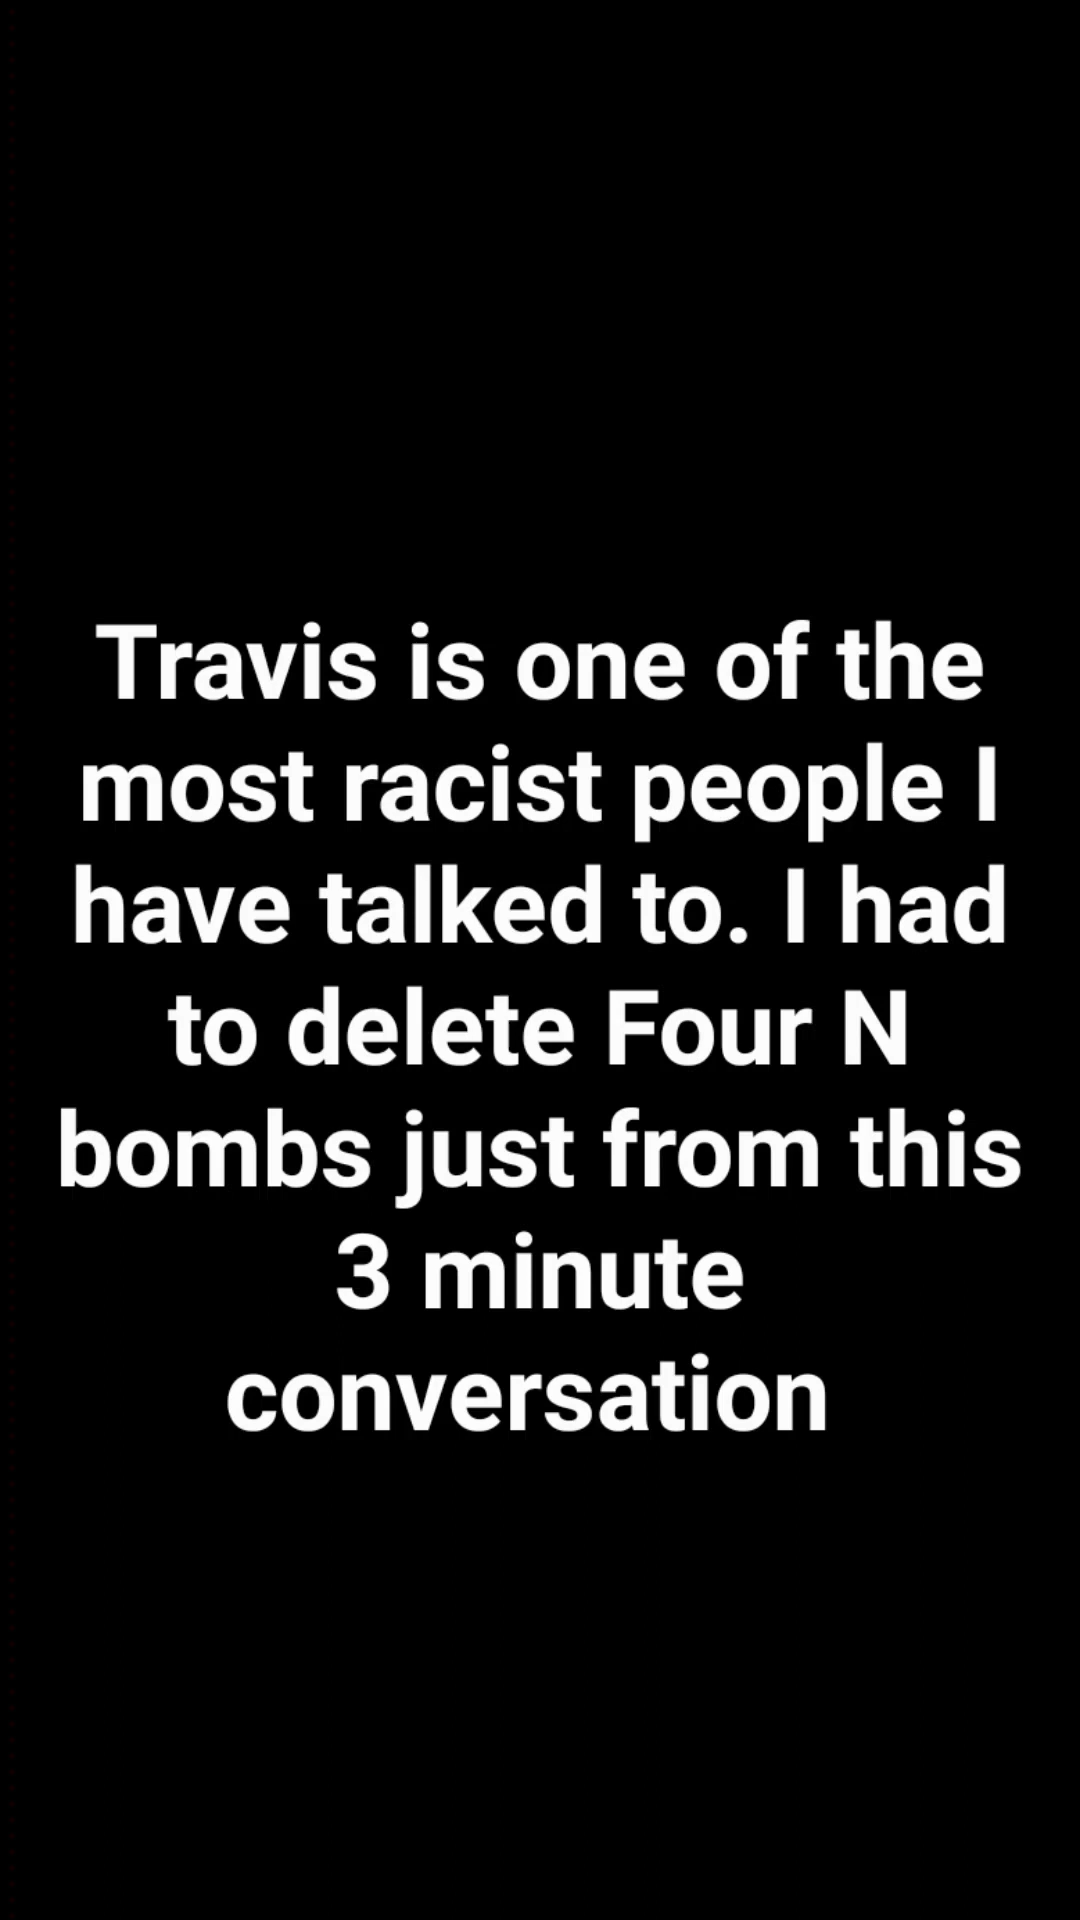 Travis is one of the
most racist people I
have talked to. I had
to delete Four N
bombs just from this
3 minute
conversation